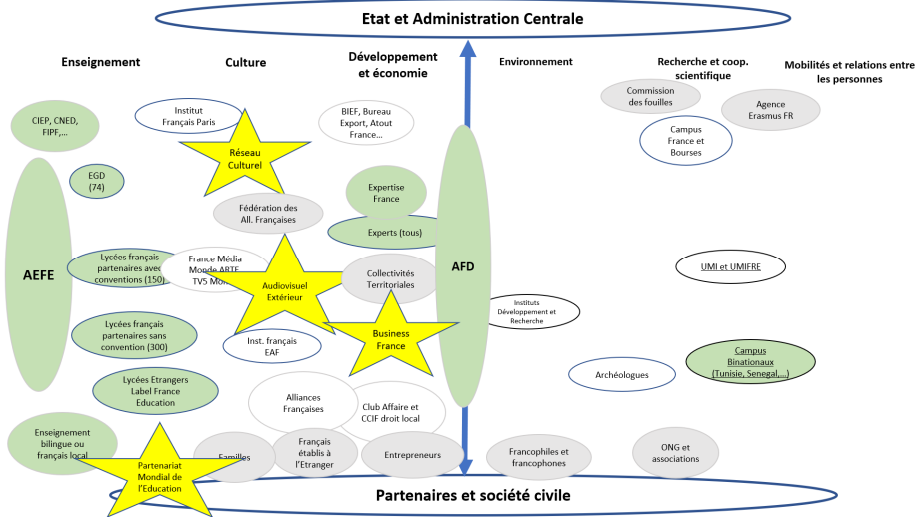 Etat et Administration Centrale
Enseignement
Culture
Développement
et économie
Environnement
Recherche et coop.
scientifique
Mobilités et relations entre
les personnes
CIEP, CNED,
FIPF,…
Institut
Français Paris
BIEF, Bureau
Export, Atout
France…
Commission
des fouilles
Agence
Erasmus FR
Campus
France et
Bourses
Réseau
Culturel
EGD
(74)
Expertise
France
Fédération des
All. Françaises
Experts (tous)
AEFE
Lycées français
partenaires avec
conventions (150)
France Média
Monde ARTE
TV5
Audiovisuel
Extérieur
Collectivités
Territoriales
AFD
UMI et UMIFRE
Instituts
Développement et
Recherche
Lycées français
partenaires sans
convention (300)
Inst. français
EAF
Business
France
Campus
Binationaux
(Tunisie, Senegal,…)
Archéologues
Lycées Etrangers
Label France
Education
Alliances
Françaises
Club Affaire et
CCIF droit local
Enseignement
bilingue ou
français local
Partenariat
Mondial de
l’Education
Familles
Français
établis à
l’Etranger
Entrepreneurs
Francophiles et
francophones
ONG et
associations
Partenaires et société civile